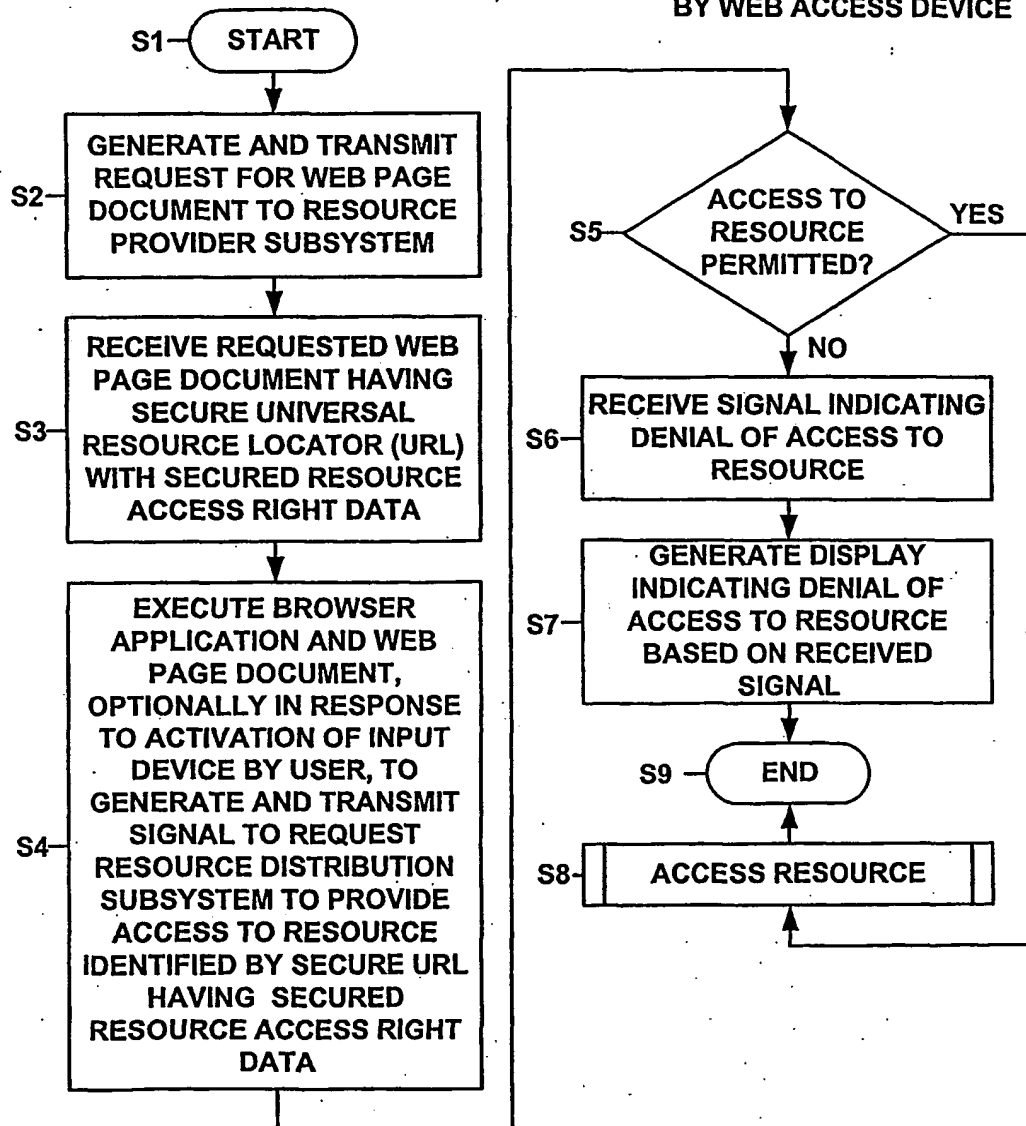 BY WEB ACCESS DEVICE
S1
START
S2
GENERATE AND TRANSMIT
REQUEST FOR WEB PAGE
DOCUMENT TO RESOURCE
PROVIDER SUBSYSTEM
S3
RECEIVE REQUESTED WEB
PAGE DOCUMENT HAVING
SECURE UNIVERSAL
RESOURCE LOCATOR (URL)
WITH SECURED RESOURCE
ACCESS RIGHT DATA
S4
EXECUTE BROWSER
APPLICATION AND WEB
PAGE DOCUMENT,
OPTIONALLY IN RESPONSE
TO ACTIVATION OF INPUT
DEVICE BY USER, TO
GENERATE AND TRANSMIT
SIGNAL TO REQUEST
RESOURCE DISTRIBUTION
SUBSYSTEM TO PROVIDE
ACCESS TO RESOURCE
IDENTIFIED BY SECURE URL
HAVING SECURED
RESOURCE ACCESS RIGHT
DATA
S5
ACCESS TO
RESOURCE
PERMITTED?
YES
NO
S6
RECEIVE SIGNAL INDICATING
DENIAL OF ACCESS TO
RESOURCE
S7
GENERATE DISPLAY
INDICATING DENIAL OF
ACCESS TO RESOURCE
BASED ON RECEIVED
SIGNAL
S9
END
S8
ACCESS RESOURCE